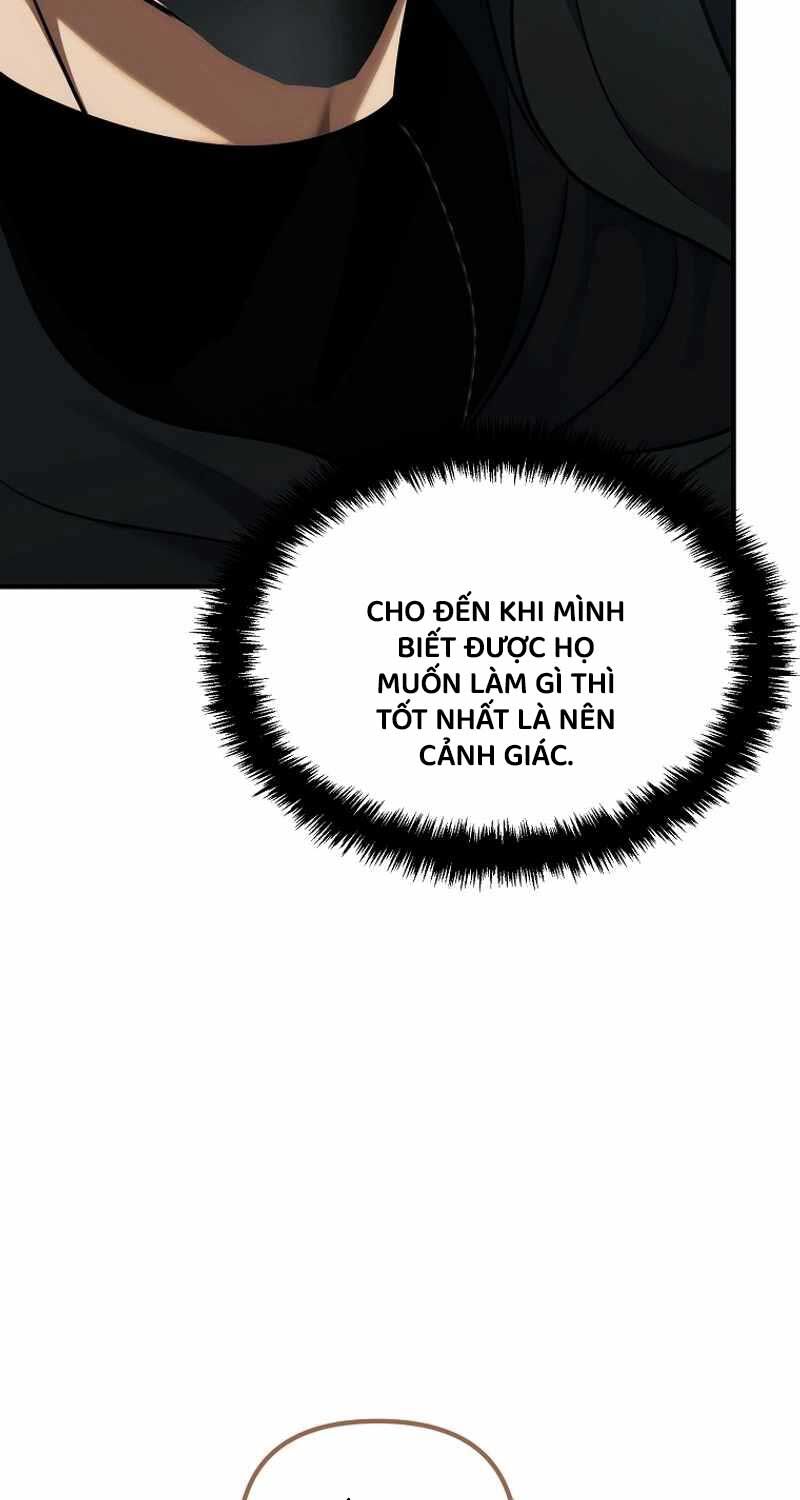 CHO ĐẾN KHI MÌNH
BIẾT ĐƯỢC HỌ
MUỐN LÀM GÌ THÌ
TỐT NHẤT LÀ NÊN
CẢNH GIÁC.